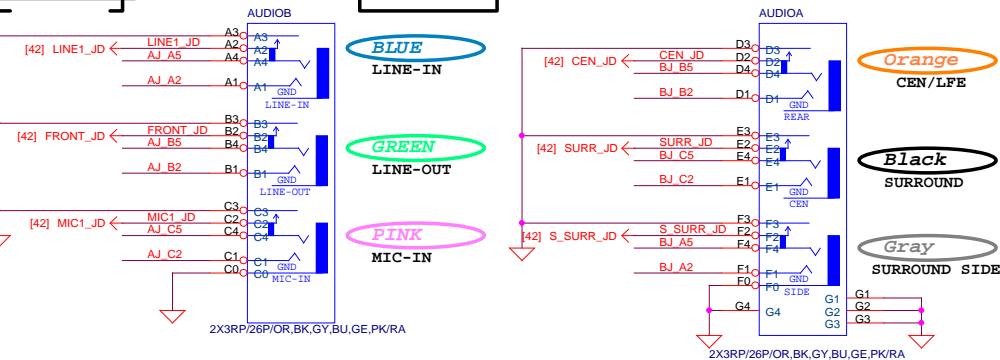 AUDIOB
A3
A3
[42] LINE1_JD
LINE1_JD
A2
A2
AJ_A5
A4
A4
AJ_A2
A1
A1
GND
LINE-IN
BLUE
LINE-IN
B3
B3
[42] FRONT_JD
FRONT_JD
B2
B2
AJ_B5
B4
B4
AJ_B2
B1
B1
GND
LINE-OUT
GREEN
LINE-OUT
C3
C3
[42] MIC1_JD
MIC1_JD
C2
C2
AJ_C5
C4
C4
AJ_C2
C1
C1
GND
C0
C0
MIC-IN
PINK
MIC-IN
2X3RP/26P/OR,BK,GY,BU,GE,PK/RA
AUDIOA
D3
D3
[42] CEN_JD
CEN_JD
D2
D2
BJ_B5
D4
D4
BJ_B2
D1
D1
GND
REAR
Orange
CEN/LFE
E3
E3
[42] SURR_JD
SURR_JD
E2
E2
BJ_C5
E4
E4
BJ_C2
E1
E1
GND
CEN
Black
SURROUND
F3
F3
[42] S_SURR_JD
S_SURR_JD
F2
F2
BJ_A5
F4
F4
BJ_A2
F1
F1
GND
F0
F0
SIDE
Gray
SURROUND SIDE
G4
G4
G1
G1
G2
G2
G3
G3
2X3RP/26P/OR,BK,GY,BU,GE,PK/RA